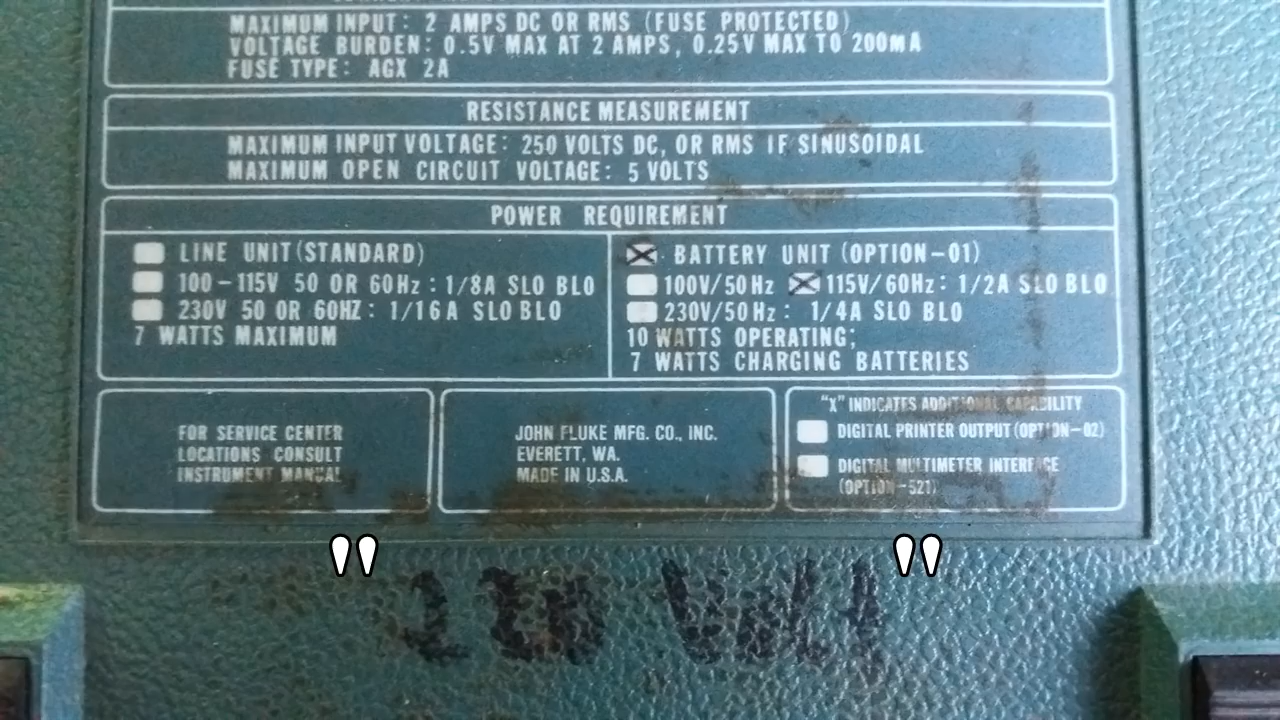 MAXIMUM INPUT: 2 AMPS DC OR RMS (FUSE PROTECTED)
VOLTAGE BURDEN: 0.5V MAX AT 2 AMPS, 0.25V MAX TO 200mA
FUSE TYPE: AGX 2A
RESISTANCE MEASUREMENT
MAXIMUM INPUT VOLTAGE: 250 VOLTS DC, OR RMS IF SINUSOIDAL
MAXIMUM OPEN CIRCUIT VOLTAGE: 5 VOLTS
POWER REQUIREMENT
LINE UNIT (STANDARD)
100-115V 50 OR 60Hz: 1/8A SLO BLO
230V 50 OR 60HZ: 1/16A SLO BLO
7 WATTS MAXIMUM
BATTERY UNIT (OPTION-01)
100V/50Hz 115V/60Hz: 1/2A SLO BLO
230V/50Hz: 1/4A SLO BLO
10 WATTS OPERATING;
7 WATTS CHARGING BATTERIES
FOR SERVICE CENTER
LOCATIONS CONSULT
INSTRUMENT MANUAL
JOHN FLUKE MFG. CO., INC.
EVERETT, WA.
MADE IN U.S.A.
"X" INDICATES ADDITIONAL CAPABILITY
DIGITAL PRINTER OUTPUT (OPTION-02)
DIGITAL MULTIMETER INTERFACE
(OPTION-521)
" Volt "